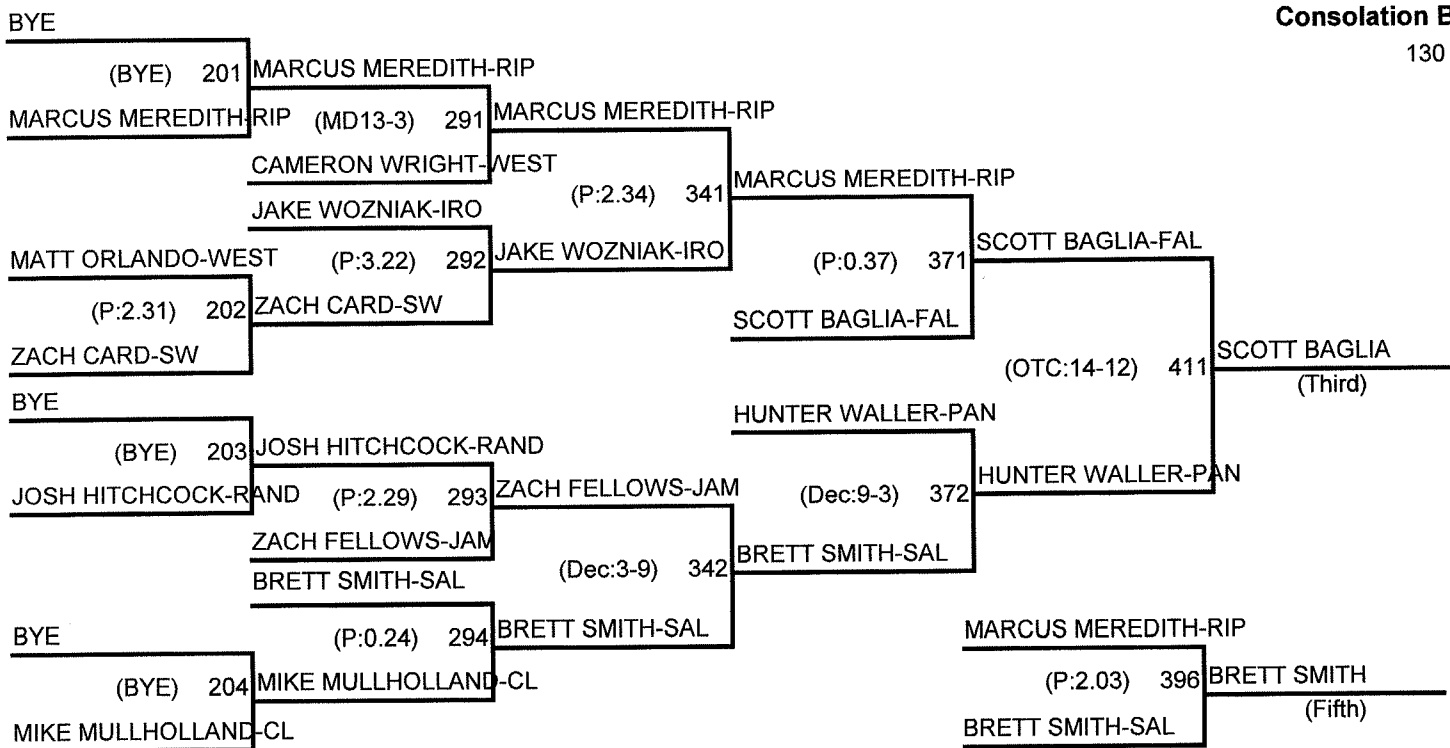 Consolation B
130
BYE
(BYE) 201
MARCUS MEREDITH-RIP
MARCUS MEREDITH-RIP
(MD13-3) 291
CAMERON WRIGHT-WEST
MARCUS MEREDITH-RIP
JAKE WOZNIAK-IRO
(P:3.22) 292
MATT ORLANDO-WEST
(P:2.31) 202
ZACH CARD-SW
ZACH CARD-SW
JAKE WOZNIAK-IRO
(P:2.34) 341
MARCUS MEREDITH-RIP
(P:0.37) 371
SCOTT BAGLIA-FAL
SCOTT BAGLIA-FAL
(OTC:14-12) 411
SCOTT BAGLIA
(Third)
BYE
(BYE) 203
JOSH HITCHCOCK-RAND
JOSH HITCHCOCK-RAND
(P:2.29) 293
ZACH FELLOWS-JAM
ZACH FELLOWS-JAM
(Dec:3-9) 342
BRETT SMITH-SAL
(P:0.24) 294
BRETT SMITH-SAL
BYE
(BYE) 204
MIKE MULLHOLLAND-CL
MIKE MULLHOLLAND-CL
HUNTER WALLER-PAN
(Dec:9-3) 372
BRETT SMITH-SAL
HUNTER WALLER-PAN
MARCUS MEREDITH-RIP
(P:2.03) 396
BRETT SMITH-SAL
BRETT SMITH
(Fifth)